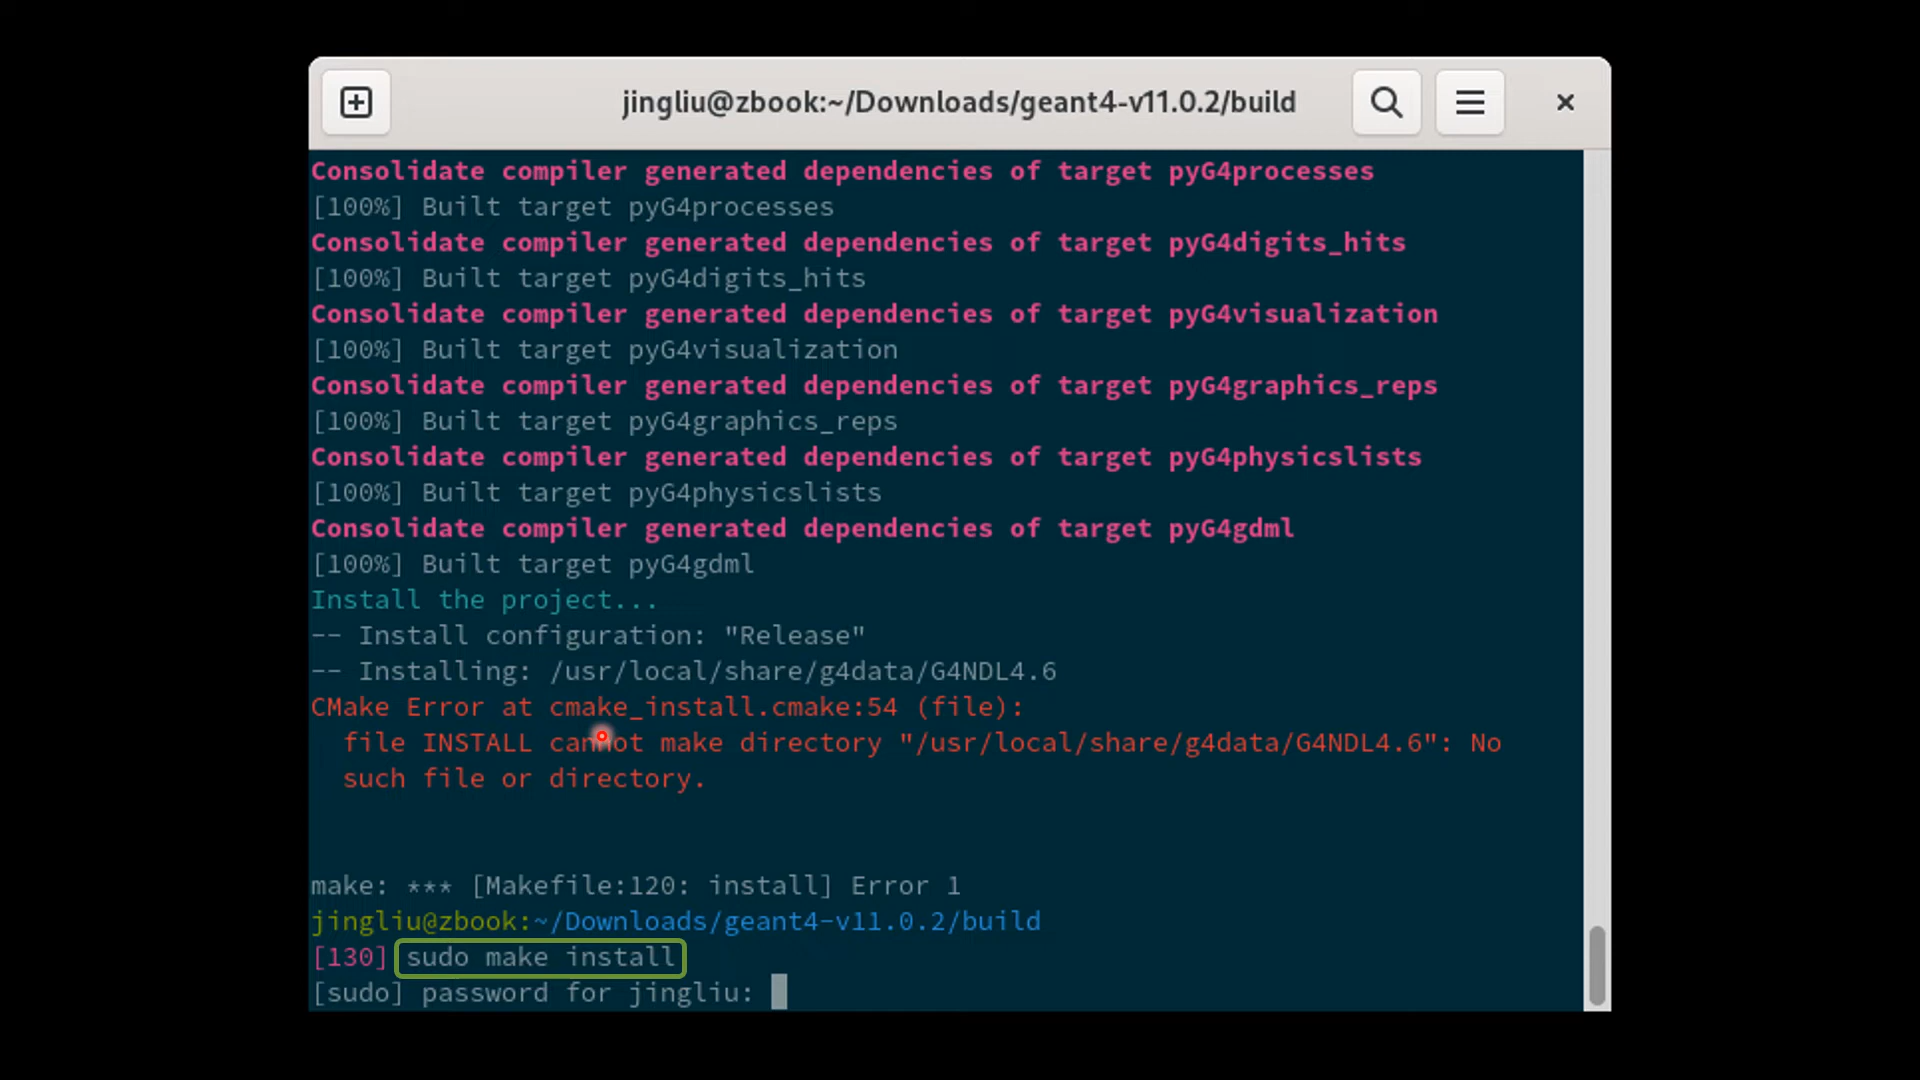 jingliu@zbook:~/Downloads/geant4-v11.0.2/build
Consolidate compiler generated dependencies of target pyG4processes
[100%] Built target pyG4processes
Consolidate compiler generated dependencies of target pyG4digits_hits
[100%] Built target pyG4digits_hits
Consolidate compiler generated dependencies of target pyG4visualization
[100%] Built target pyG4visualization
Consolidate compiler generated dependencies of target pyG4graphics_reps
[100%] Built target pyG4graphics_reps
Consolidate compiler generated dependencies of target pyG4physicslists
[100%] Built target pyG4physicslists
Consolidate compiler generated dependencies of target pyG4gdml
[100%] Built target pyG4gdml
Install the project...
-- Install configuration: "Release"
-- Installing: /usr/local/share/g4data/G4NDL4.6
CMake Error at cmake_install.cmake:54 (file):
  file INSTALL cannot make directory "/usr/local/share/g4data/G4NDL4.6": No
  such file or directory.
make: *** [Makefile:120: install] Error 1
jingliu@zbook:~/Downloads/geant4-v11.0.2/build
[130] sudo make install
[sudo] password for jingliu: